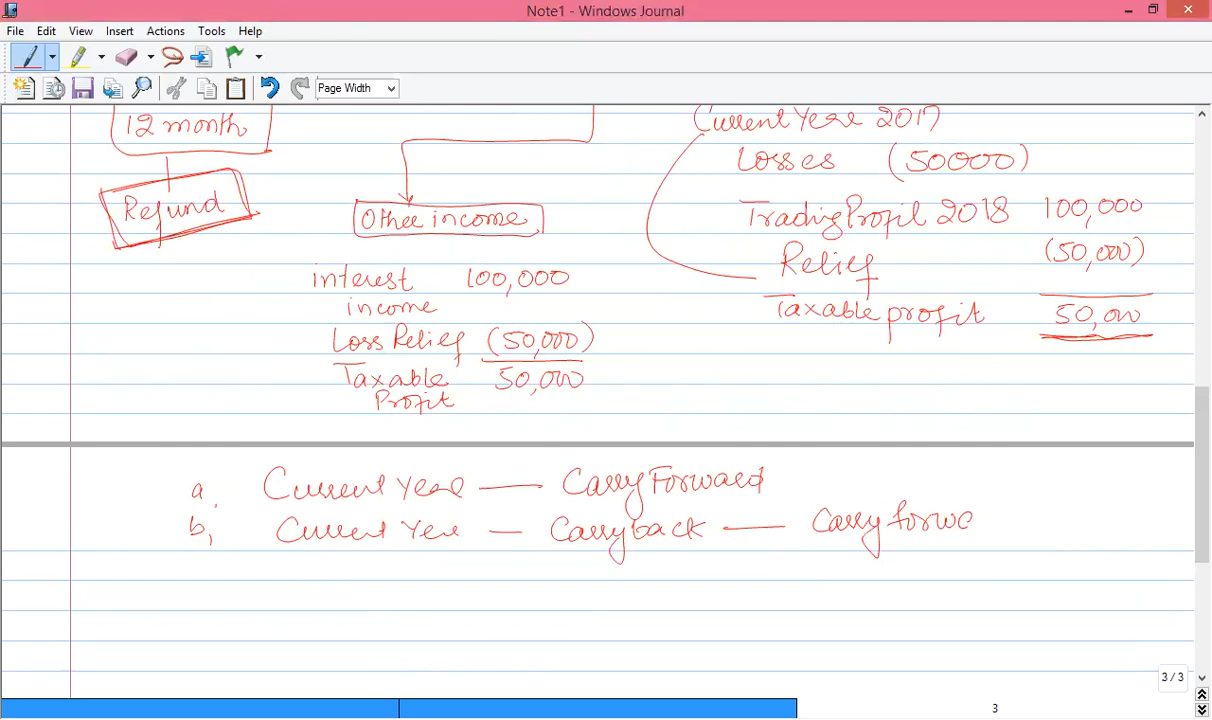 Note1 - Windows Journal
File Edit View Insert Actions Tools Help
Page Width
12 month
Refund
Other income
interest 100,000
income
Loss Relief (50,000)
Taxable 50,000
Profit
Current Year 2017
Losses (50000)
Trading Profit 2018 100,000
Relief (50,000)
Taxable profit 50,000
a, Current Year — Carry Forward
b, Current Year — Carry back — Carry forwa
3 / 3
3